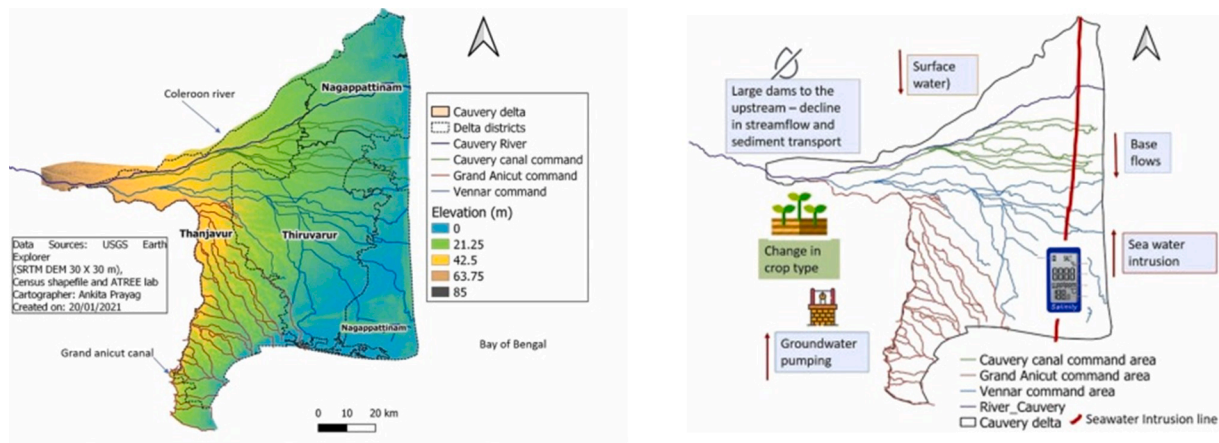 Coleroon river
Nagappattinam
Thanjavur
Thiruvarur
Nagappattinam
Data Sources: USGS Earth
Explorer
(SRTM DEM 30 X 30 m),
Census shapefile and ATREE lab
Cartographer: Ankita Prayag
Created on: 20/01/2021
Grand anicut canal
Cauvery delta
Delta districts
Cauvery River
Cauvery canal command
Grand Anicut command
Vennar command
Elevation (m)
0
21.25
42.5
63.75
85
Bay of Bengal
0 10 20 km
Large dams to the
upstream – decline
in streamflow and
sediment transport
Surface
water)
Base
flows
Change in
crop type
Sea water
intrusion
Salinity
Groundwater
pumping
Cauvery canal command area
Grand Anicut command area
Vennar command area
River_Cauvery
Cauvery delta
Seawater Intrusion line